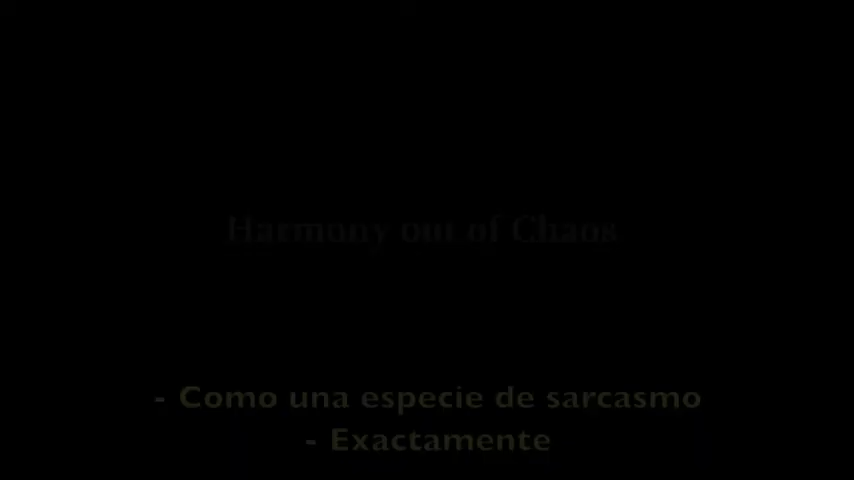 Harmony out of Chaos
- Como una especie de sarcasmo
- Exactamente